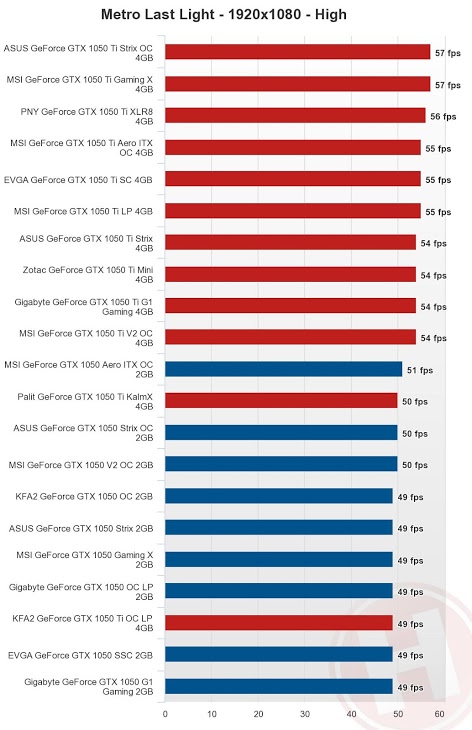 Metro Last Light - 1920x1080 - High
ASUS GeForce GTX 1050 Ti Strix OC
4GB
57 fps
MSI GeForce GTX 1050 Ti Gaming X
4GB
57 fps
PNY GeForce GTX 1050 Ti XLR8
4GB
56 fps
MSI GeForce GTX 1050 Ti Aero ITX
OC 4GB
55 fps
EVGA GeForce GTX 1050 Ti SC 4GB
55 fps
MSI GeForce GTX 1050 Ti LP 4GB
55 fps
ASUS GeForce GTX 1050 Ti Strix
4GB
54 fps
Zotac GeForce GTX 1050 Ti Mini
4GB
54 fps
Gigabyte GeForce GTX 1050 Ti G1
Gaming 4GB
54 fps
MSI GeForce GTX 1050 Ti V2 OC
4GB
54 fps
MSI GeForce GTX 1050 Aero ITX OC
2GB
51 fps
Palit GeForce GTX 1050 Ti KalmX
4GB
50 fps
ASUS GeForce GTX 1050 Strix OC
2GB
50 fps
MSI GeForce GTX 1050 V2 OC 2GB
50 fps
KFA2 GeForce GTX 1050 OC 2GB
49 fps
ASUS GeForce GTX 1050 Strix 2GB
49 fps
MSI GeForce GTX 1050 Gaming X
2GB
49 fps
Gigabyte GeForce GTX 1050 OC LP
2GB
49 fps
KFA2 GeForce GTX 1050 Ti OC LP
4GB
49 fps
EVGA GeForce GTX 1050 SSC 2GB
49 fps
Gigabyte GeForce GTX 1050 G1
Gaming 2GB
49 fps
0 10 20 30 40 50 60
H